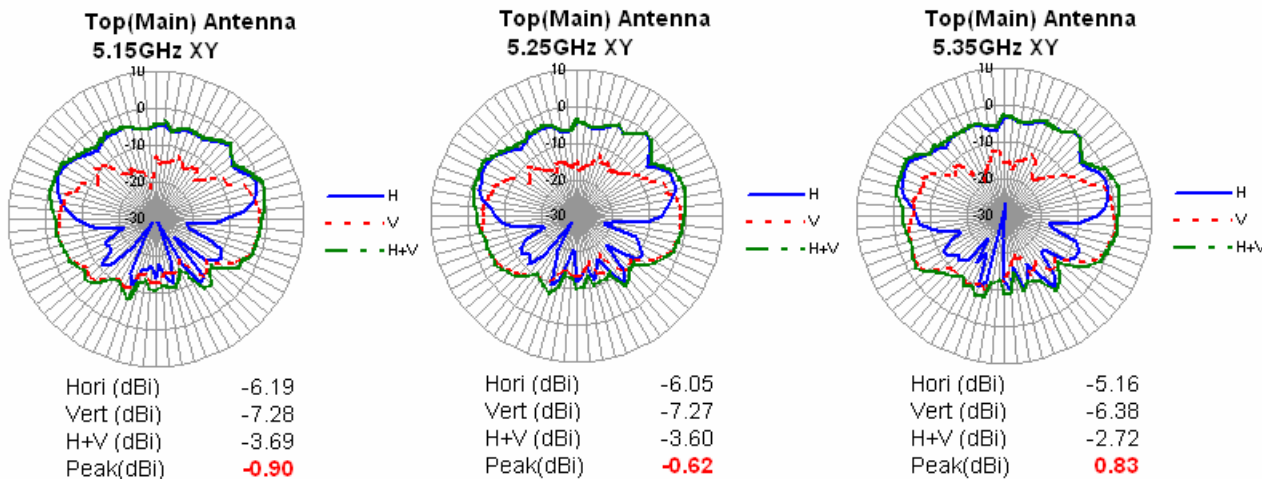 Top(Main) Antenna
5.15GHz XY
10
0
-10
-20
-30
H
V
H+V
Hori (dBi) -6.19
Vert (dBi) -7.28
H+V (dBi) -3.69
Peak(dBi) -0.90
Top(Main) Antenna
5.25GHz XY
10
0
-10
-20
-30
H
V
H+V
Hori (dBi) -6.05
Vert (dBi) -7.27
H+V (dBi) -3.60
Peak(dBi) -0.62
Top(Main) Antenna
5.35GHz XY
10
0
-10
-20
-30
H
V
H+V
Hori (dBi) -5.16
Vert (dBi) -6.38
H+V (dBi) -2.72
Peak(dBi) 0.83